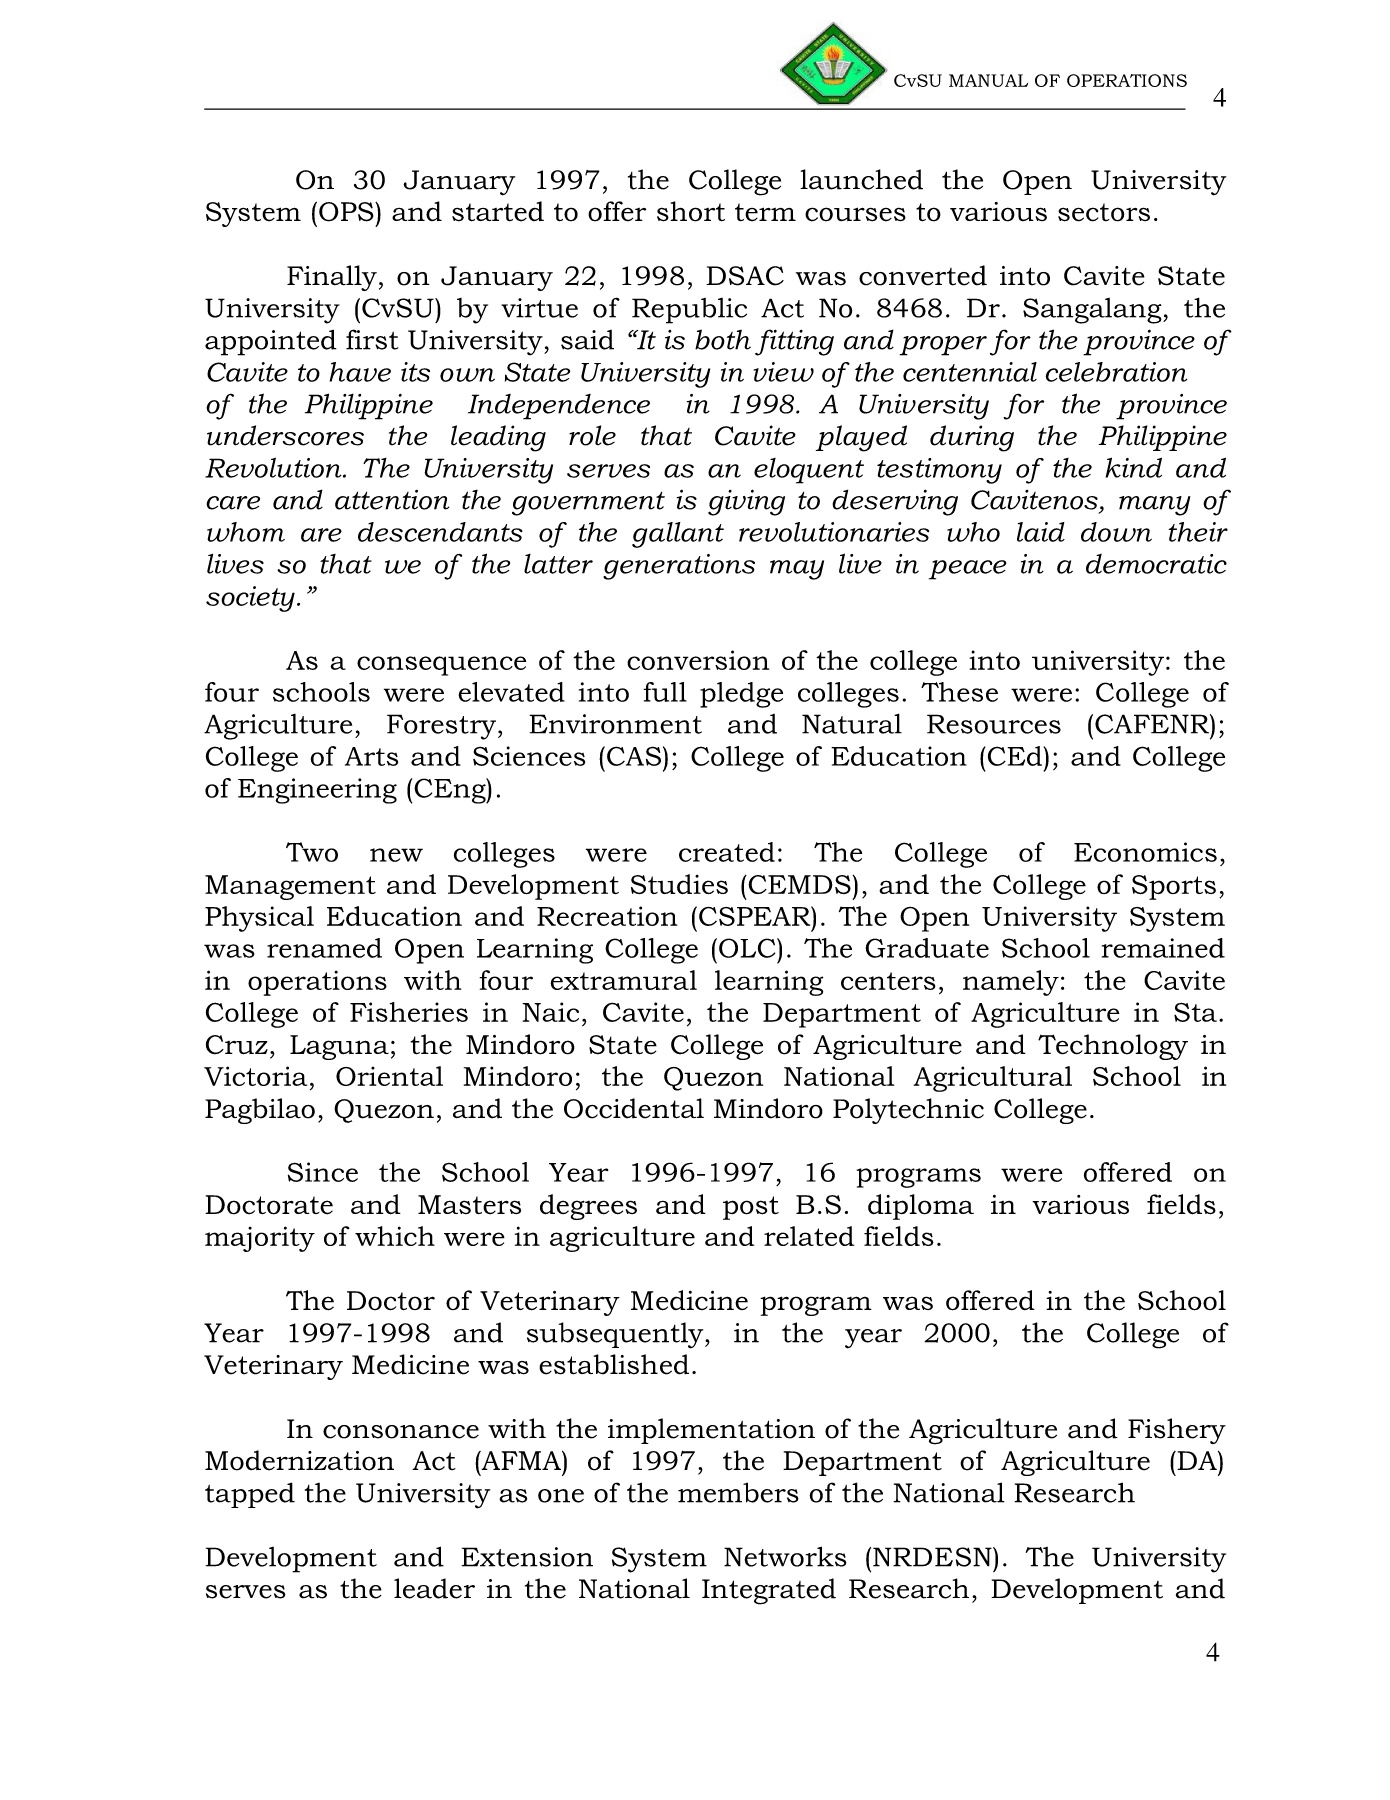 CvSU MANUAL OF OPERATIONS
4
On 30 January 1997, the College launched the Open University
System (OPS) and started to offer short term courses to various sectors.
Finally, on January 22, 1998, DSAC was converted into Cavite State
University (CvSU) by virtue of Republic Act No. 8468. Dr. Sangalang, the
appointed first University, said “It is both fitting and proper for the province of
Cavite to have its own State University in view of the centennial celebration
of the Philippine Independence in 1998. A University for the province
underscores the leading role that Cavite played during the Philippine
Revolution. The University serves as an eloquent testimony of the kind and
care and attention the government is giving to deserving Cavitenos, many of
whom are descendants of the gallant revolutionaries who laid down their
lives so that we of the latter generations may live in peace in a democratic
society.”
As a consequence of the conversion of the college into university: the
four schools were elevated into full pledge colleges. These were: College of
Agriculture, Forestry, Environment and Natural Resources (CAFENR);
College of Arts and Sciences (CAS); College of Education (CEd); and College
of Engineering (CEng).
Two new colleges were created: The College of Economics,
Management and Development Studies (CEMDS), and the College of Sports,
Physical Education and Recreation (CSPEAR). The Open University System
was renamed Open Learning College (OLC). The Graduate School remained
in operations with four extramural learning centers, namely: the Cavite
College of Fisheries in Naic, Cavite, the Department of Agriculture in Sta.
Cruz, Laguna; the Mindoro State College of Agriculture and Technology in
Victoria, Oriental Mindoro; the Quezon National Agricultural School in
Pagbilao, Quezon, and the Occidental Mindoro Polytechnic College.
Since the School Year 1996-1997, 16 programs were offered on
Doctorate and Masters degrees and post B.S. diploma in various fields,
majority of which were in agriculture and related fields.
The Doctor of Veterinary Medicine program was offered in the School
Year 1997-1998 and subsequently, in the year 2000, the College of
Veterinary Medicine was established.
In consonance with the implementation of the Agriculture and Fishery
Modernization Act (AFMA) of 1997, the Department of Agriculture (DA)
tapped the University as one of the members of the National Research
Development and Extension System Networks (NRDESN). The University
serves as the leader in the National Integrated Research, Development and
4